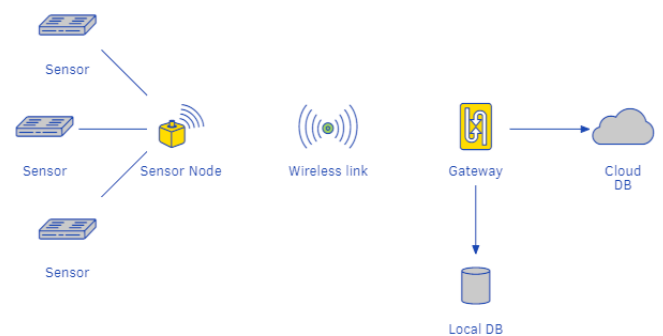 Sensor
Sensor
Sensor Node
Wireless link
Gateway
Cloud
DB
Sensor
Local DB